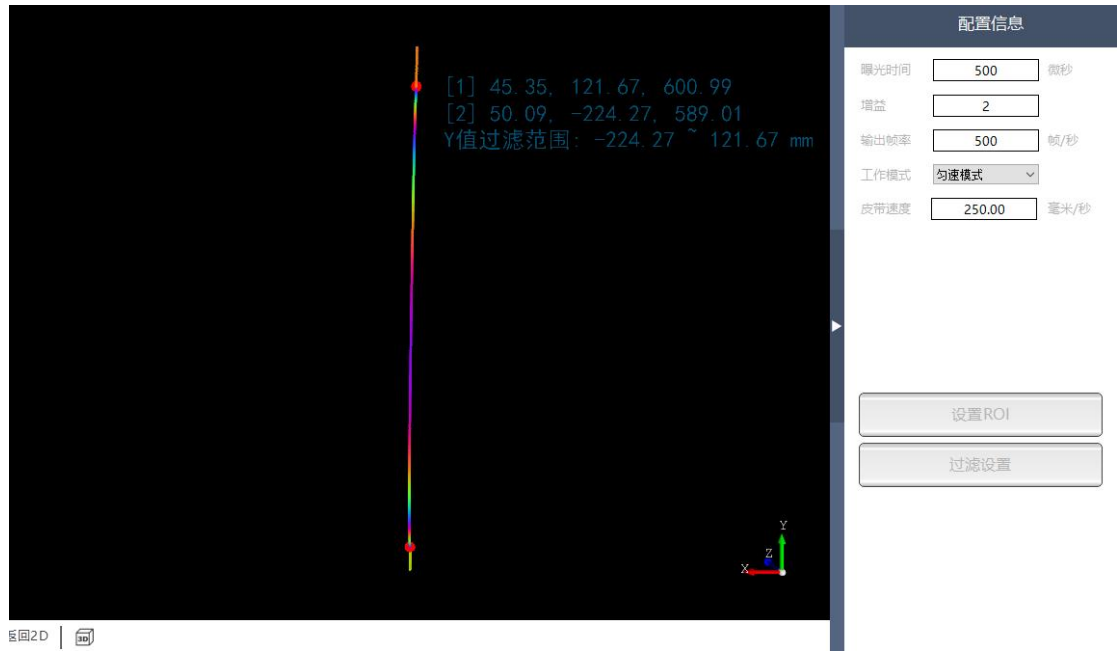 配置信息
[1] 45.35, 121.67, 600.99
[2] 50.09, -224.27, 589.01
Y值过滤范围: -224.27 ~ 121.67 mm
曝光时间 500 微秒
增益 2
输出帧率 500 帧/秒
工作模式 匀速模式
皮带速度 250.00 毫米/秒
设置ROI
过滤设置
Y
Z
X
返回2D
3D